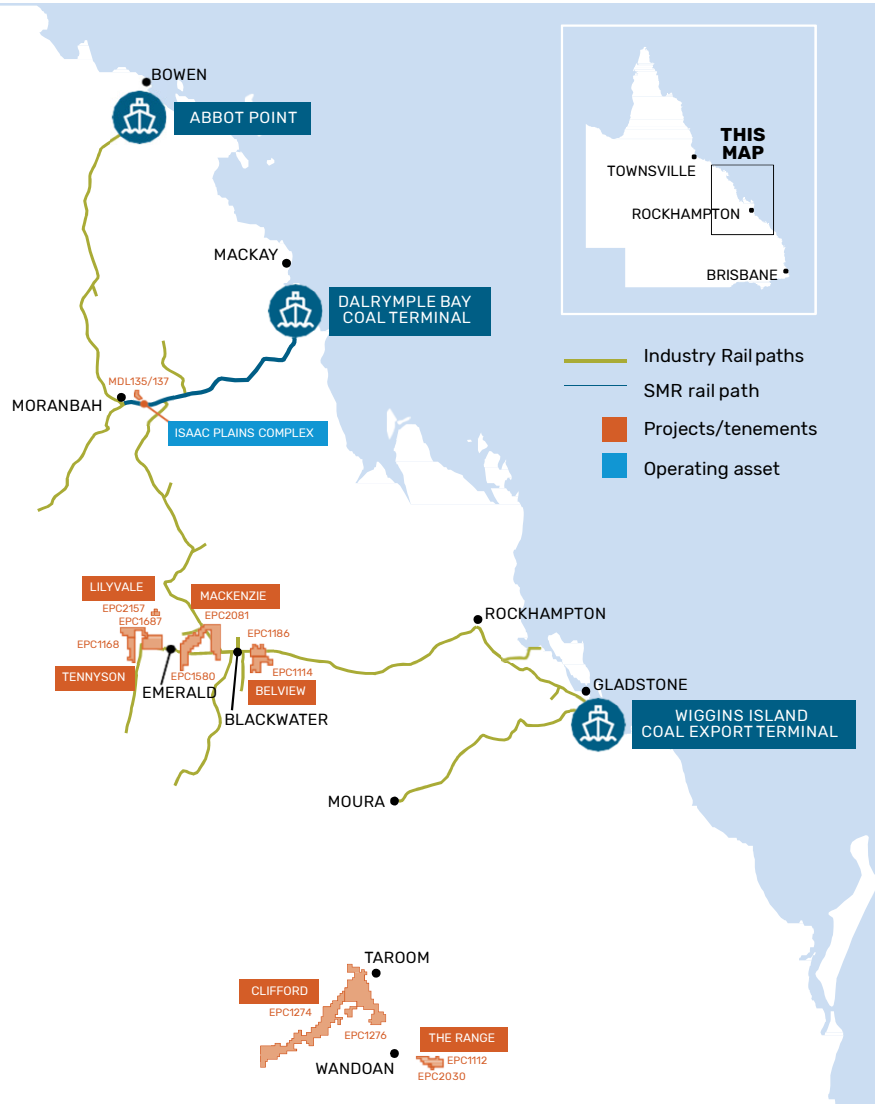 BOWEN
ABBOT POINT
THIS
MAP
TOWNSVILLE
ROCKHAMPTON
BRISBANE
MACKAY
DALRYMPLE BAY
COAL TERMINAL
Industry Rail paths
SMR rail path
Projects/tenements
Operating asset
MDL135/137
MORANBAH
ISAAC PLAINS COMPLEX
LILYVALE
MACKENZIE
EPC2157
EPC2081
EPC1687
EPC1186
EPC1168
EPC1114
TENNYSON
EPC1580
EMERALD
BELVIEW
BLACKWATER
ROCKHAMPTON
GLADSTONE
WIGGINS ISLAND
COAL EXPORT TERMINAL
MOURA
TAROOM
CLIFFORD
EPC1274
EPC1276
THE RANGE
WANDOAN
EPC1112
EPC2030